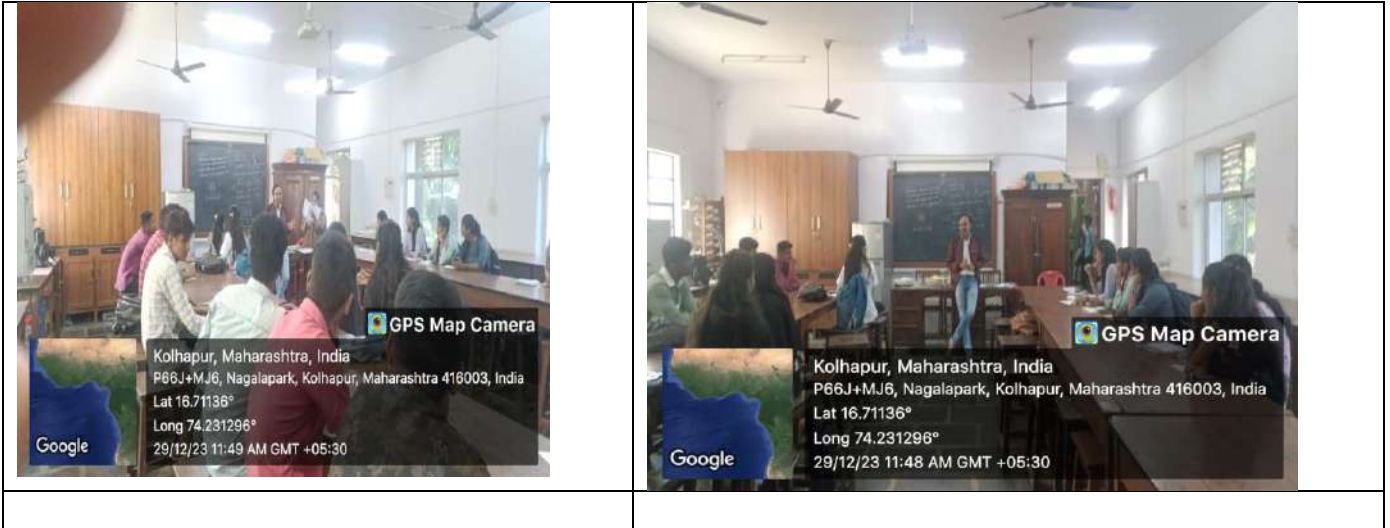 GPS Map Camera
Kolhapur, Maharashtra, India
P66J+MJ6, Nagalapark, Kolhapur, Maharashtra 416003, India
Lat 16.71136°
Long 74.231296°
29/12/23 11:49 AM GMT +05:30
Google
GPS Map Camera
Kolhapur, Maharashtra, India
P66J+MJ6, Nagalapark, Kolhapur, Maharashtra 416003, India
Lat 16.71136°
Long 74.231296°
29/12/23 11:48 AM GMT +05:30
Google